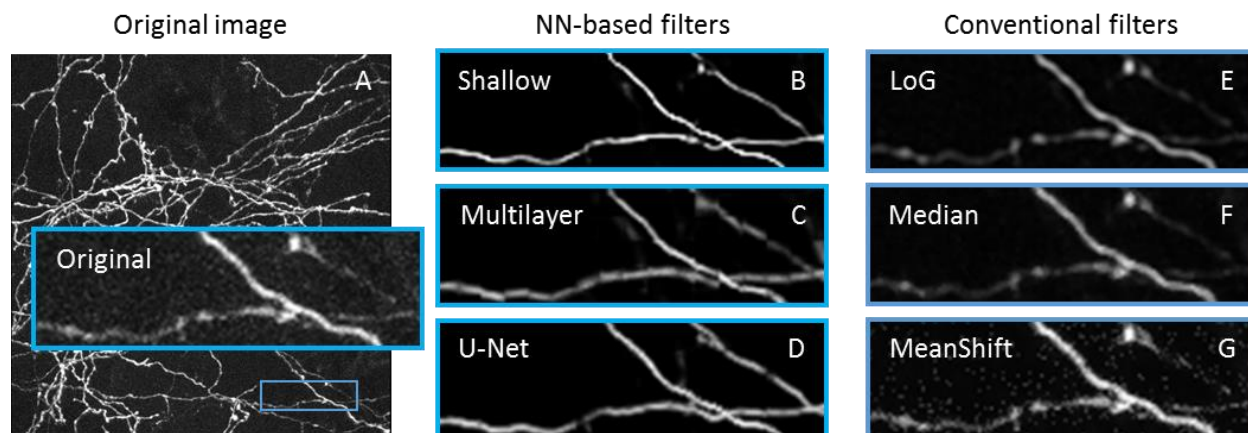 Original image
NN-based filters
Conventional filters
A
Original
Shallow
B
Multilayer
C
U-Net
D
LoG
E
Median
F
MeanShift
G